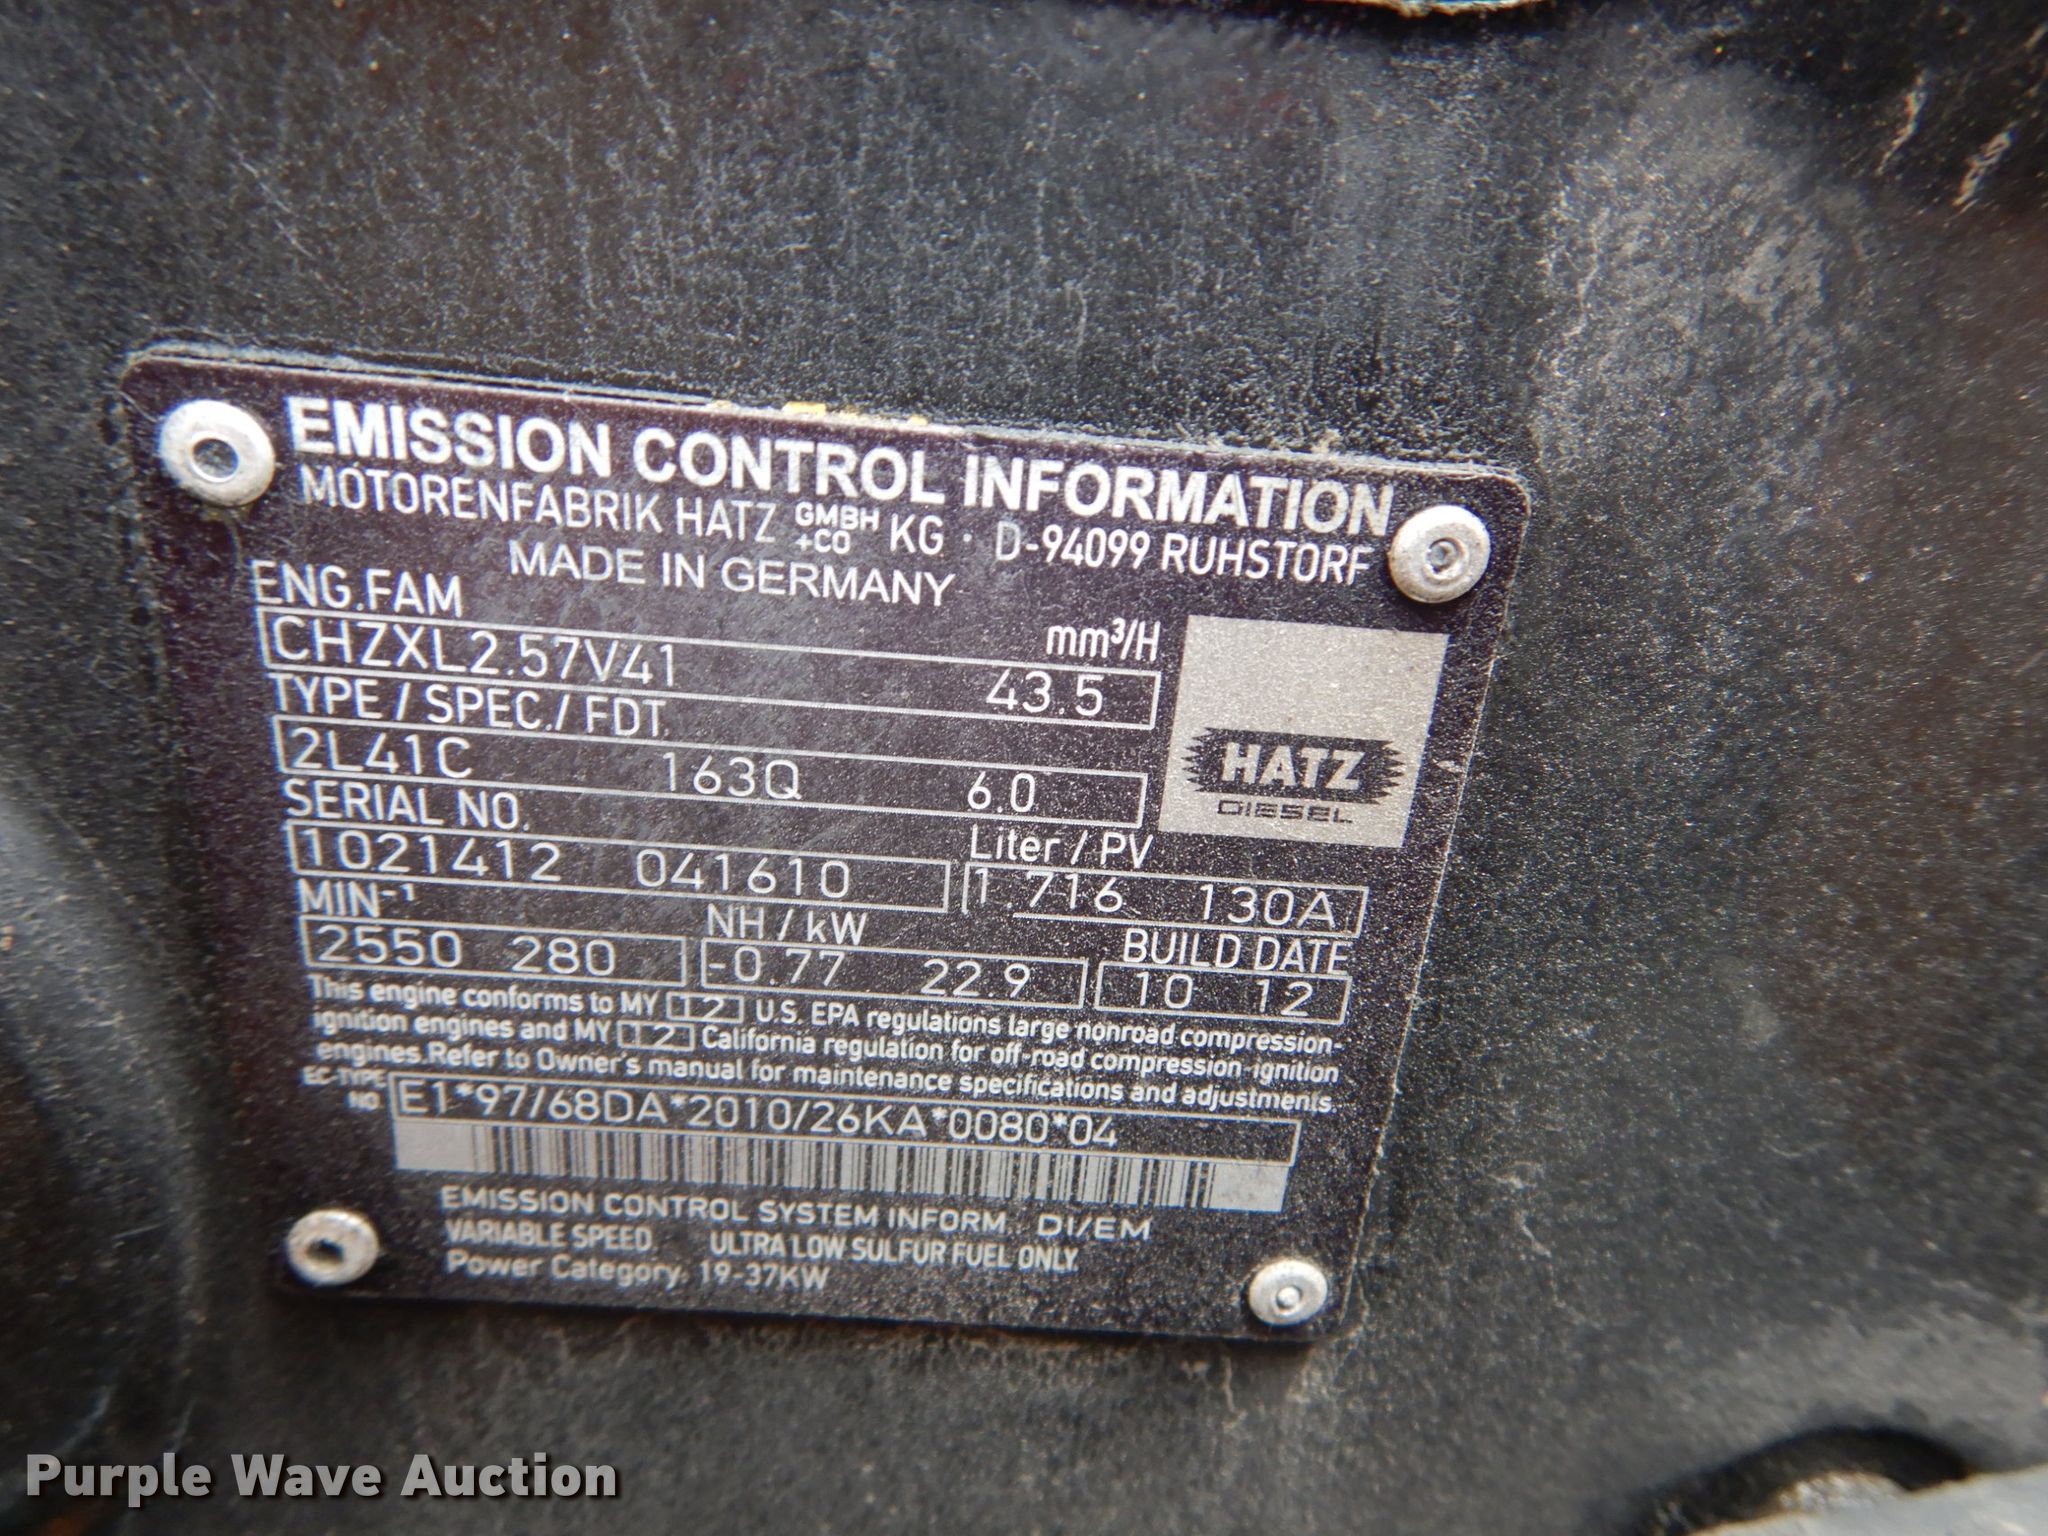 EMISSION CONTROL INFORMATION
MOTORENFABRIK HATZ GMBH +CO KG · D-94099 RUHSTORF
MADE IN GERMANY
ENG.FAM mm³/H
CHZXL2.57V41 43.5
TYPE / SPEC./ FDT.
2L41C 163Q 6.0
HATZ
DIESEL
SERIAL NO. Liter / PV
1021412 041610 1.716 130A
MIN-¹ NH / kW BUILD DATE
2550 280 -0.77 22.9 10 12
This engine conforms to MY 12 U.S. EPA regulations large nonroad compression-
ignition engines and MY 12 California regulation for off-road compression-ignition
engines. Refer to Owner's manual for maintenance specifications and adjustments.
EC-TYPE NO E1*97/68DA*2010/26KA*0080*04
EMISSION CONTROL SYSTEM INFORM.: DI/EM
VARIABLE SPEED. ULTRA LOW SULFUR FUEL ONLY.
Power Category: 19-37KW
Purple Wave Auction